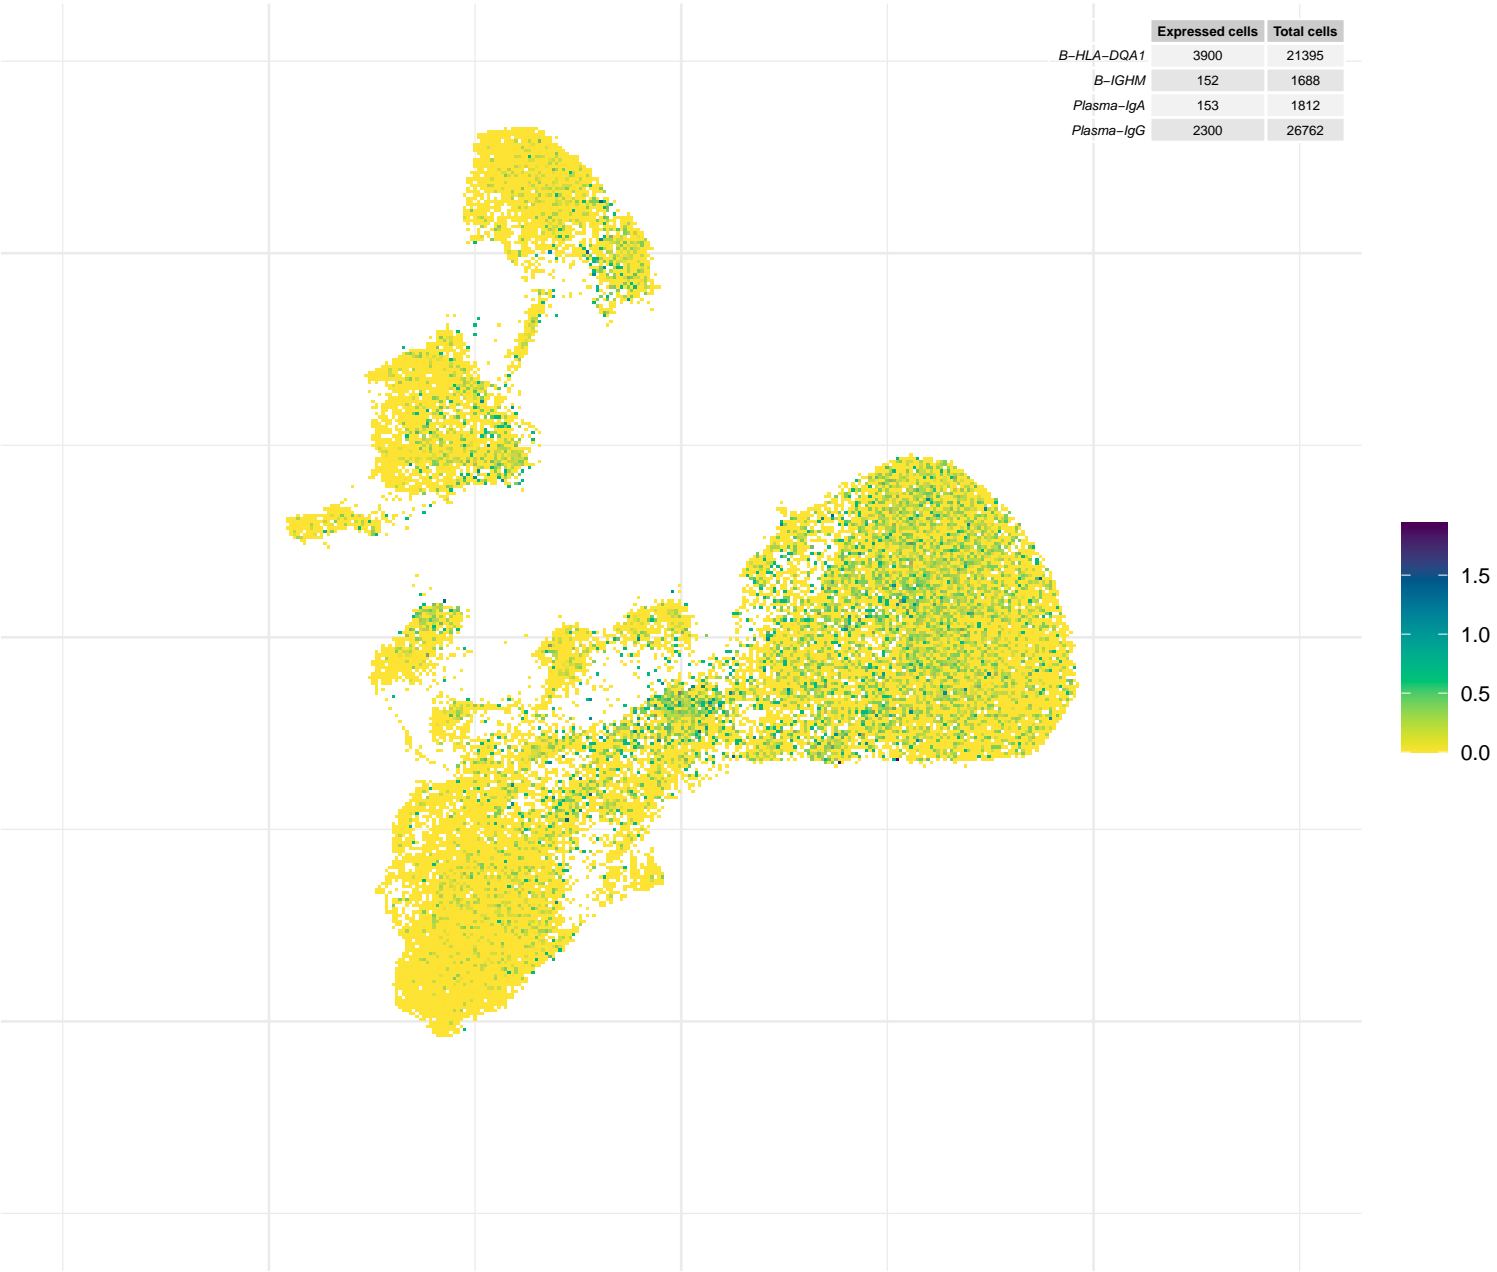 Expressed cells Total cells
B−HLA−DQA1 3900 21395
B−IGHM 152 1688
Plasma−IgA 153 1812
Plasma−IgG 2300 26762
1.5
1.0
0.5
0.0